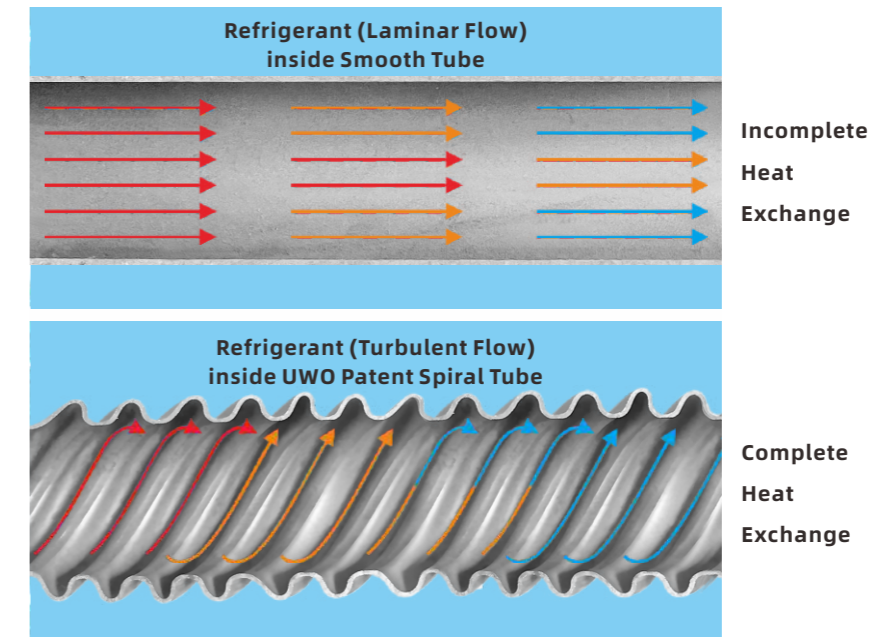 Refrigerant (Laminar Flow)
inside Smooth Tube
Incomplete
Heat
Exchange
Refrigerant (Turbulent Flow)
inside UWO Patent Spiral Tube
Complete
Heat
Exchange